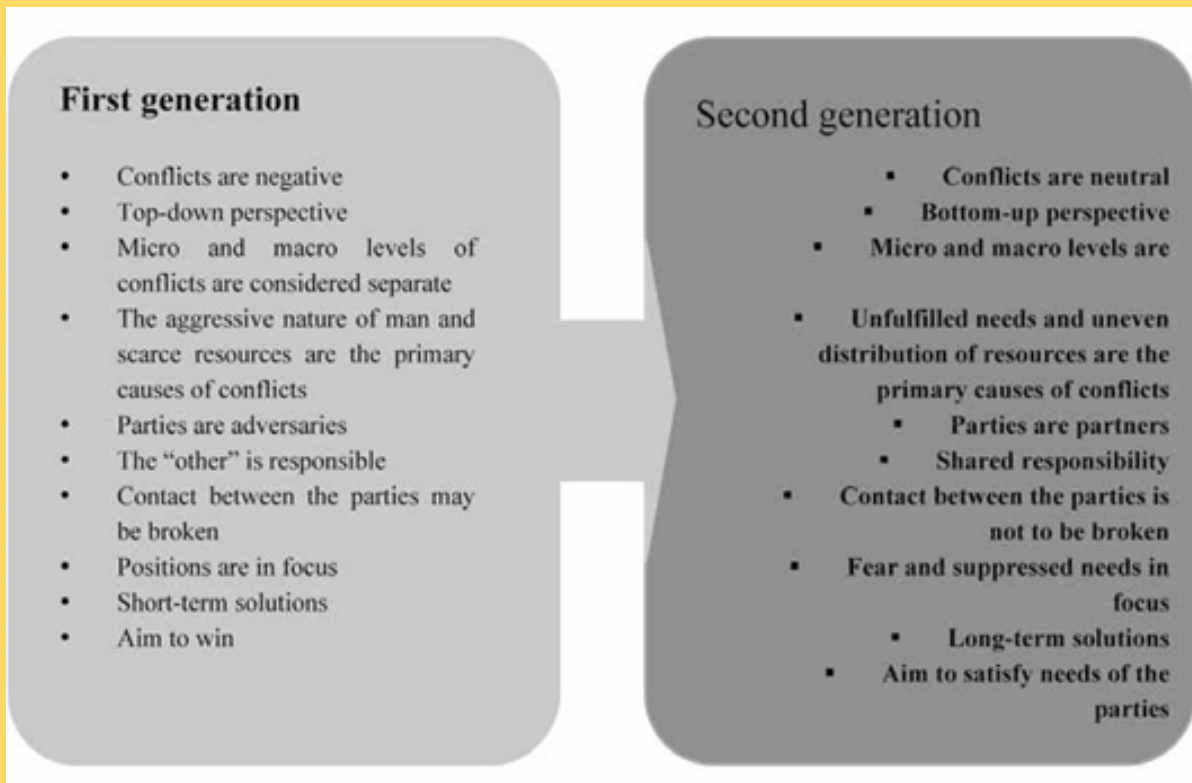 First generation
• Conflicts are negative
• Top-down perspective
• Micro and macro levels of
conflicts are considered separate
• The aggressive nature of man and
scarce resources are the primary
causes of conflicts
• Parties are adversaries
• The “other” is responsible
• Contact between the parties may
be broken
• Positions are in focus
• Short-term solutions
• Aim to win
Second generation
▪ Conflicts are neutral
▪ Bottom-up perspective
▪ Micro and macro levels are
▪ Unfulfilled needs and uneven
distribution of resources are the
primary causes of conflicts
▪ Parties are partners
▪ Shared responsibility
▪ Contact between the parties is
not to be broken
▪ Fear and suppressed needs in
focus
▪ Long-term solutions
▪ Aim to satisfy needs of the
parties